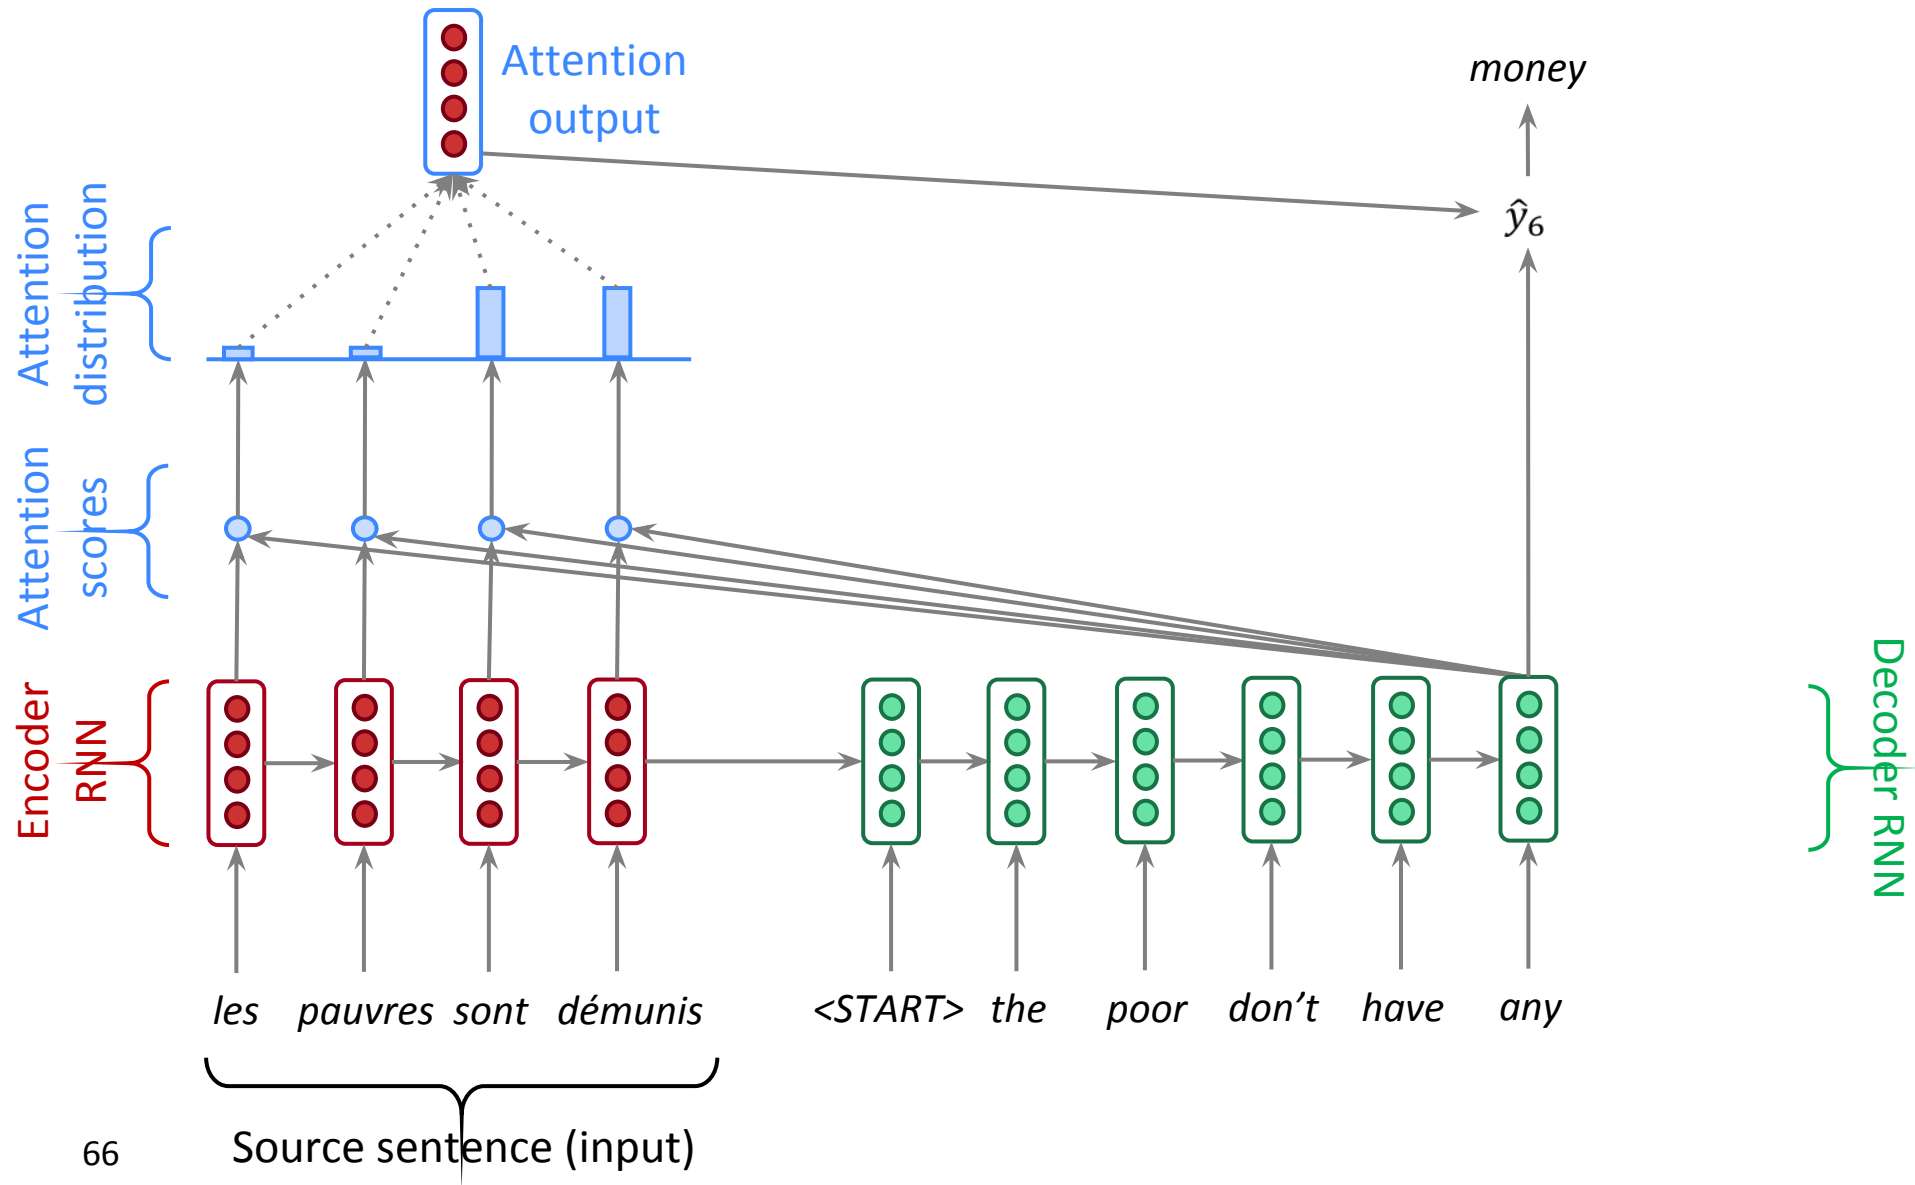 Attention
output
money
Attention
distribution
ŷ₆
Attention
scores
Encoder
RNN
Decoder RNN
les pauvres sont démunis <START> the poor don’t have any
Source sentence (input)
66